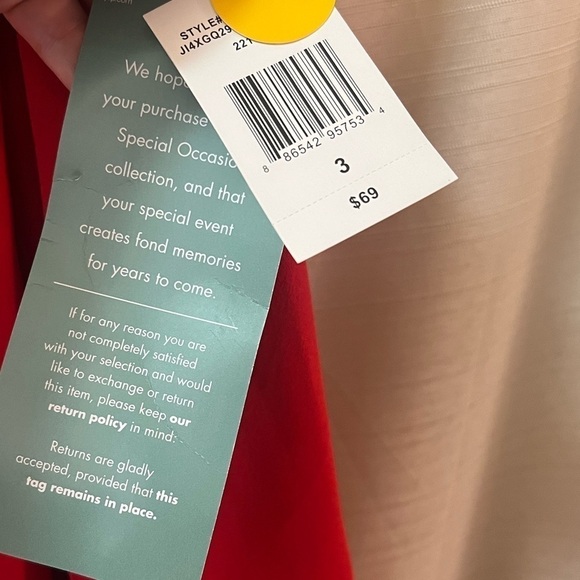 We hop
your purchase
Special Occasio
collection, and that
your special event
creates fond memories
for years to come.
If for any reason you are
not completely satisfied
with your selection and would
like to exchange or return
this item, please keep our
return policy in mind:
Returns are gladly
accepted, provided that this
tag remains in place.
STYLE#
JI4XGQ29
221
8 86542 95753 4
3
$69